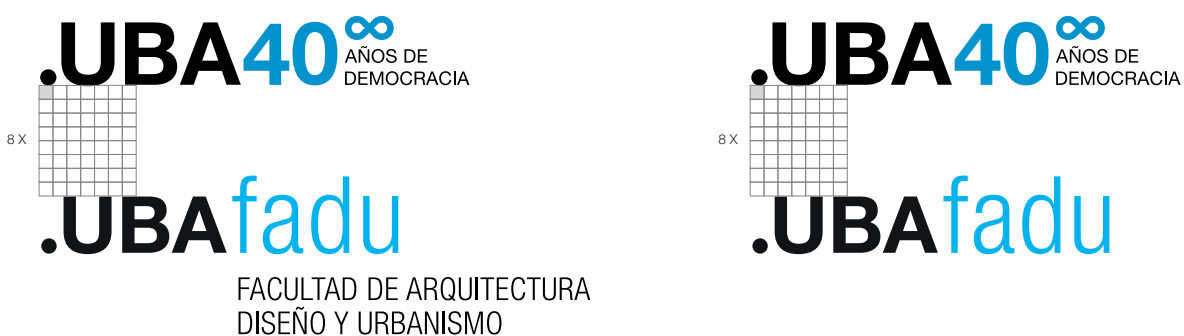 .UBA40∞ AÑOS DE
DEMOCRACIA
8 X
.UBAfadu
FACULTAD DE ARQUITECTURA
DISEÑO Y URBANISMO
.UBA40∞ AÑOS DE
DEMOCRACIA
8 X
.UBAfadu